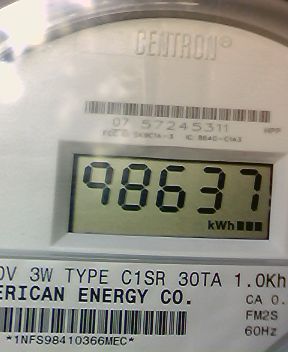 CENTRON®
07 57245311
98637
kWh
0V 3W TYPE C1SR 30TA 1.0Kh
ERICAN ENERGY CO.
CA 0.
FM2S
60Hz
*1NFS98410366MEC*